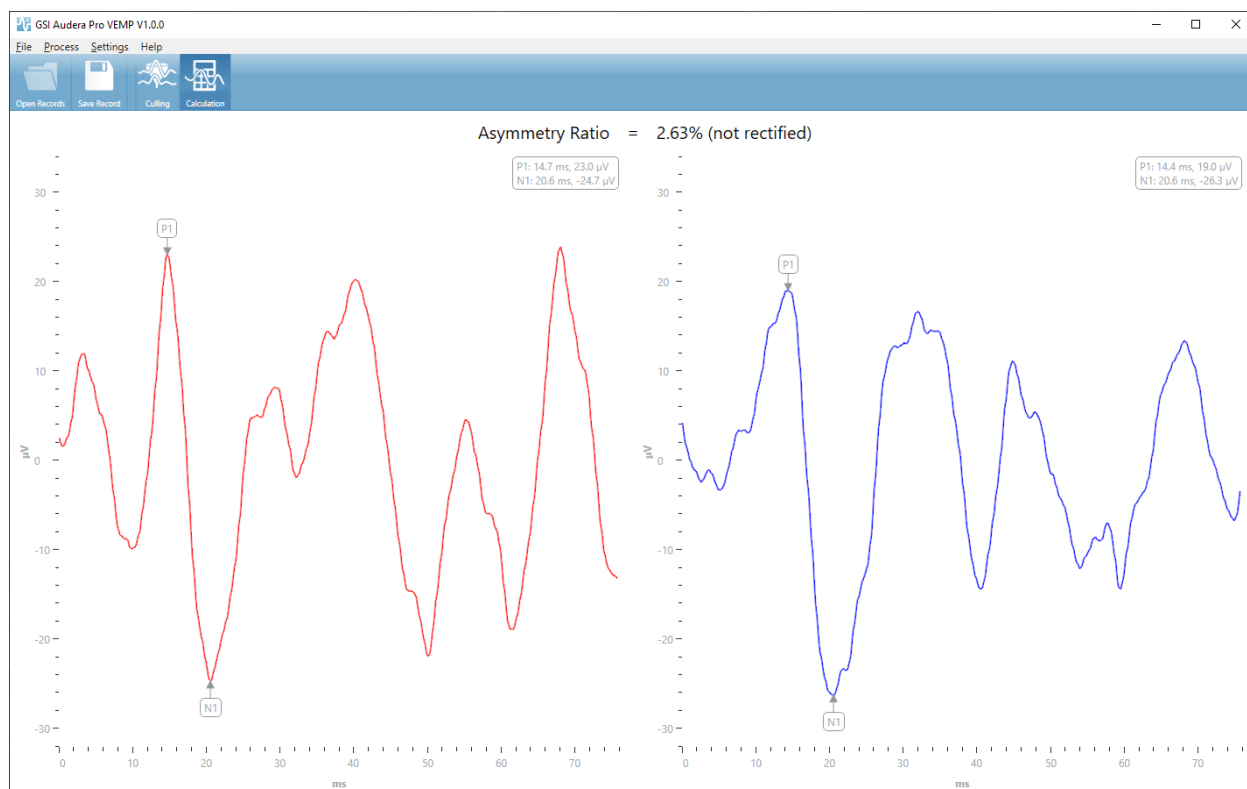 GSI Audera Pro VEMP V1.0.0
File Process Settings Help
Open Records Save Record Culling Calculation
Asymmetry Ratio = 2.63% (not rectified)
P1: 14.7 ms, 23.0 µV
N1: 20.6 ms, -24.7 µV
P1
N1
30
20
10
0
-10
-20
-30
µV
0 10 20 30 40 50 60 70
ms
P1: 14.4 ms, 19.0 µV
N1: 20.6 ms, -26.3 µV
P1
N1
30
20
10
0
-10
-20
-30
µV
0 10 20 30 40 50 60 70
ms